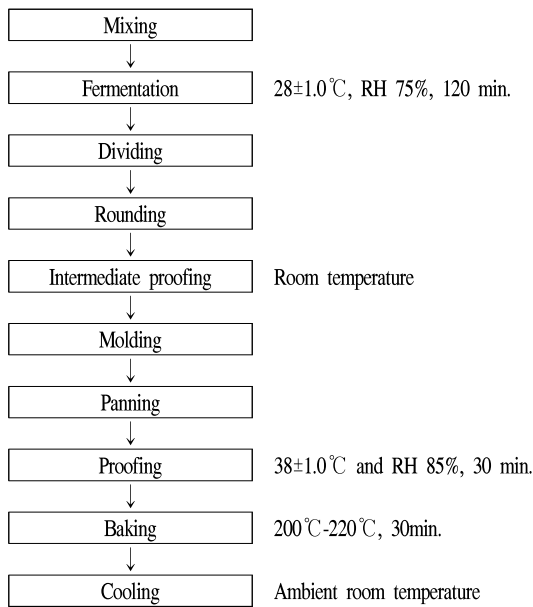 Mixing
Fermentation 28±1.0℃, RH 75%, 120 min.
Dividing
Rounding
Intermediate proofing Room temperature
Molding
Panning
Proofing 38±1.0℃ and RH 85%, 30 min.
Baking 200℃-220℃, 30min.
Cooling Ambient room temperature